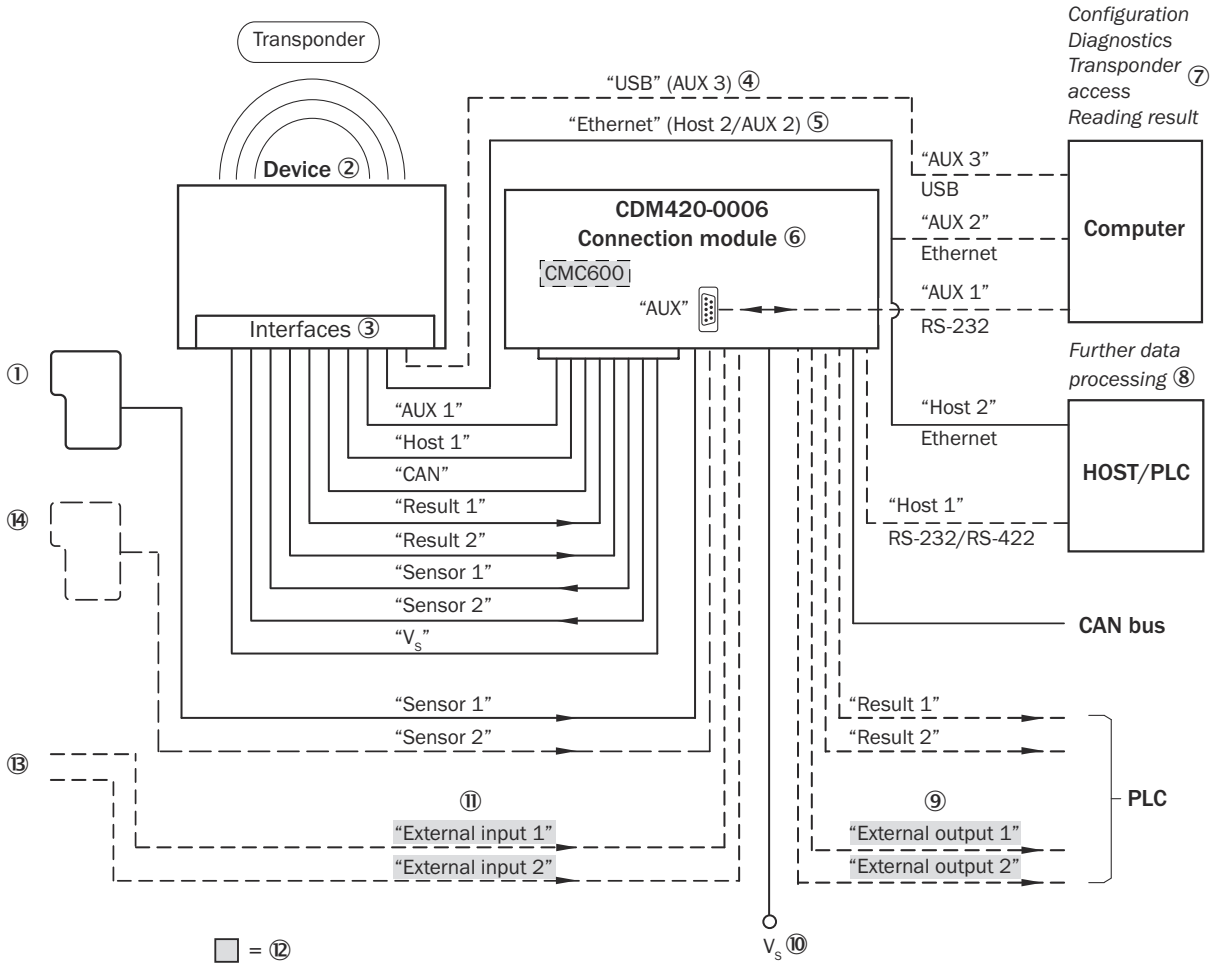 Configuration
Diagnostics
Transponder
access
Reading result
⑦
Transponder
“USB” (AUX 3) ④
“Ethernet” (Host 2/AUX 2) ⑤
Device ②
CDM420-0006
Connection module ⑥
CMC600
“AUX”
Interfaces ③
“AUX 3”
USB
“AUX 2”
Ethernet
“AUX 1”
RS-232
Computer
①
Further data
processing ⑧
“AUX 1”
“Host 1”
“CAN”
“Result 1”
“Result 2”
“Sensor 1”
“Sensor 2”
“Vs”
“Host 2”
Ethernet
HOST/PLC
“Host 1”
RS-232/RS-422
⑭
CAN bus
“Sensor 1”
“Sensor 2”
“Result 1”
“Result 2”
⑬
⑪
⑨
PLC
“External input 1”
“External input 2”
“External output 1”
“External output 2”
Vs ⑩
= ⑫